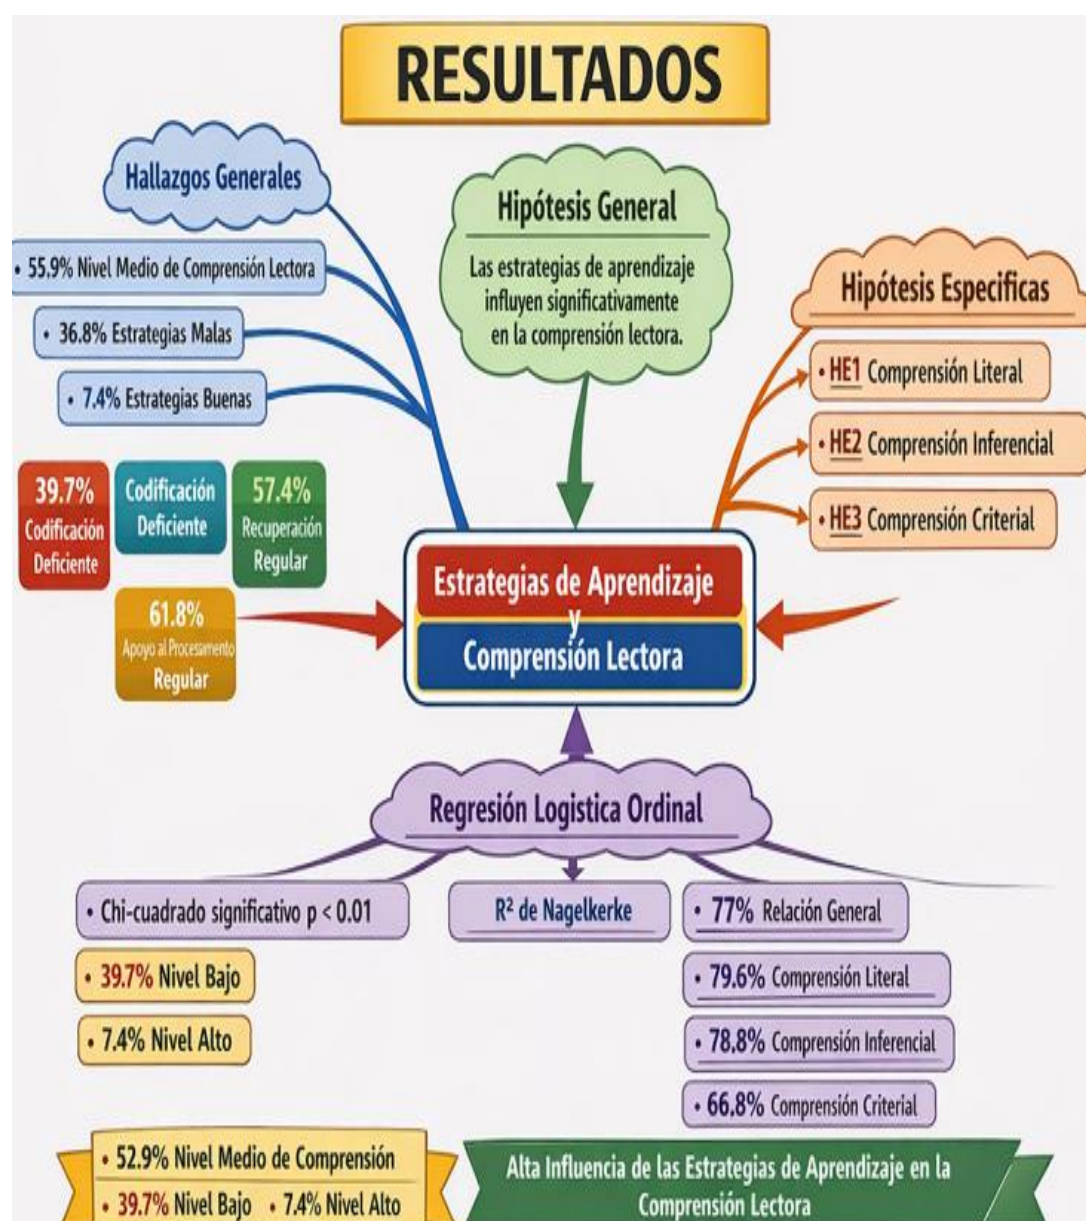 RESULTADOS
Hallazgos Generales
• 55.9% Nivel Medio de Comprensión Lectora
• 36.8% Estrategias Malas
• 7.4% Estrategias Buenas
39.7%
Codificación
Deficiente
Codificación
Deficiente
57.4%
Recuperación
Regular
61.8%
Apoyo al Procesamento
Regular
Hipótesis General
Las estrategias de aprendizaje
influyen significativamente
en la comprensión lectora.
Hipótesis Especificas
• HE1 Comprensión Literal
• HE2 Comprensión Inferencial
• HE3 Comprensión Criterial
Estrategias de Aprendizaje
y
Comprensión Lectora
Regresión Logistica Ordinal
• Chi-cuadrado significativo p < 0.01
• 39.7% Nivel Bajo
• 7.4% Nivel Alto
R² de Nagelkerke
• 77% Relación General
• 79.6% Comprensión Literal
• 78.8% Comprensión Inferencial
• 66.8% Comprensión Criterial
• 52.9% Nivel Medio de Comprensión
• 39.7% Nivel Bajo • 7.4% Nivel Alto
Alta Influencia de las Estrategias de Aprendizaje en la
Comprensión Lectora